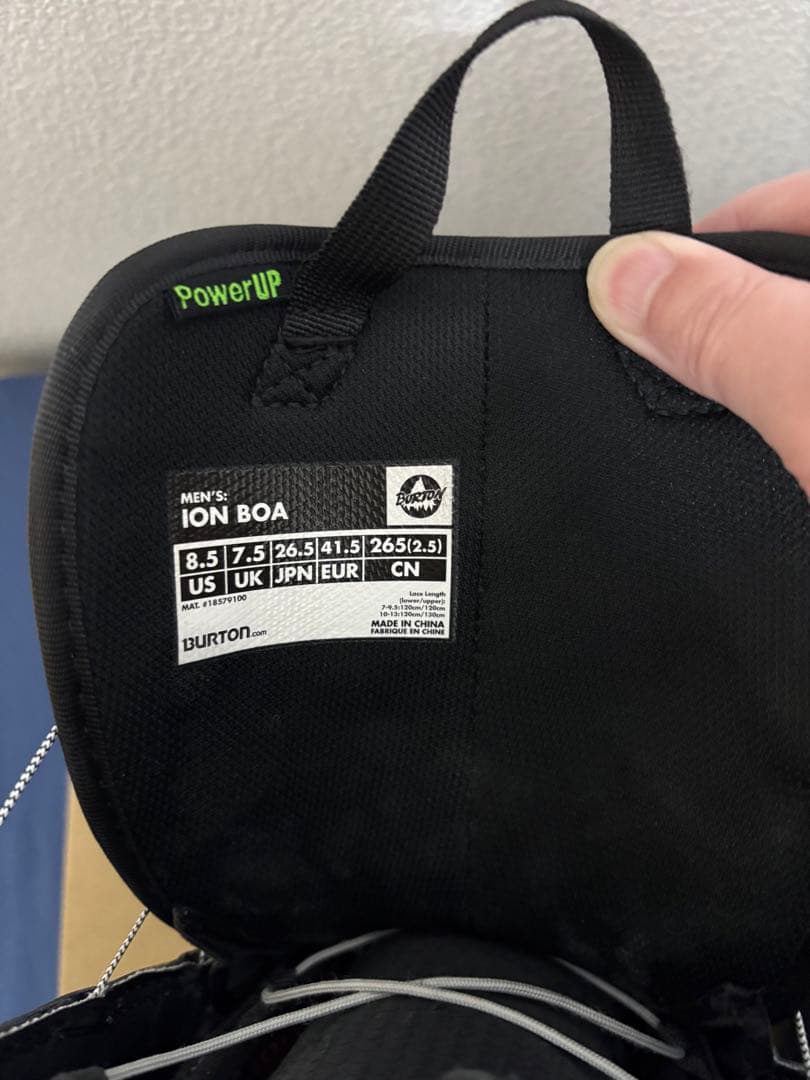 PowerUP
MEN'S:
ION BOA
BURTON
8.5 7.5 26.5 41.5 265(2.5)
US UK JPN EUR CN
MAT. #18579100
Lace Length
(lower/upper):
7-9.5:120cm/120cm
10-13:120cm/130cm
MADE IN CHINA
FABRIQUE EN CHINE
BURTON.com